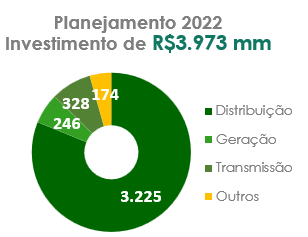 Planejamento 2022
Investimento de R$3.973 mm
174
328
246
3.225
Distribuição
Geração
Transmissão
Outros